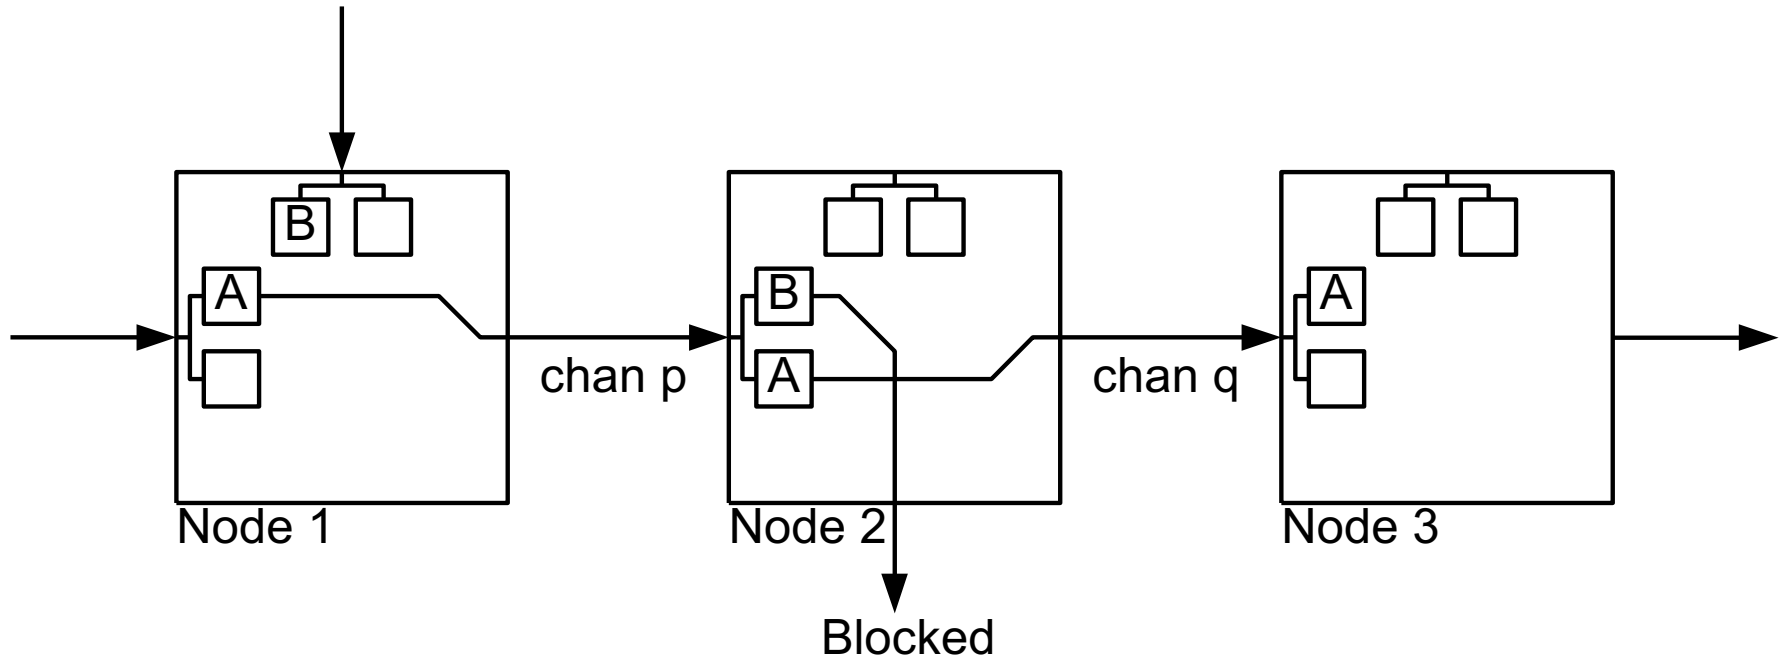 B
A
B
A
A
chan p
chan q
Node 1
Node 2
Node 3
Blocked